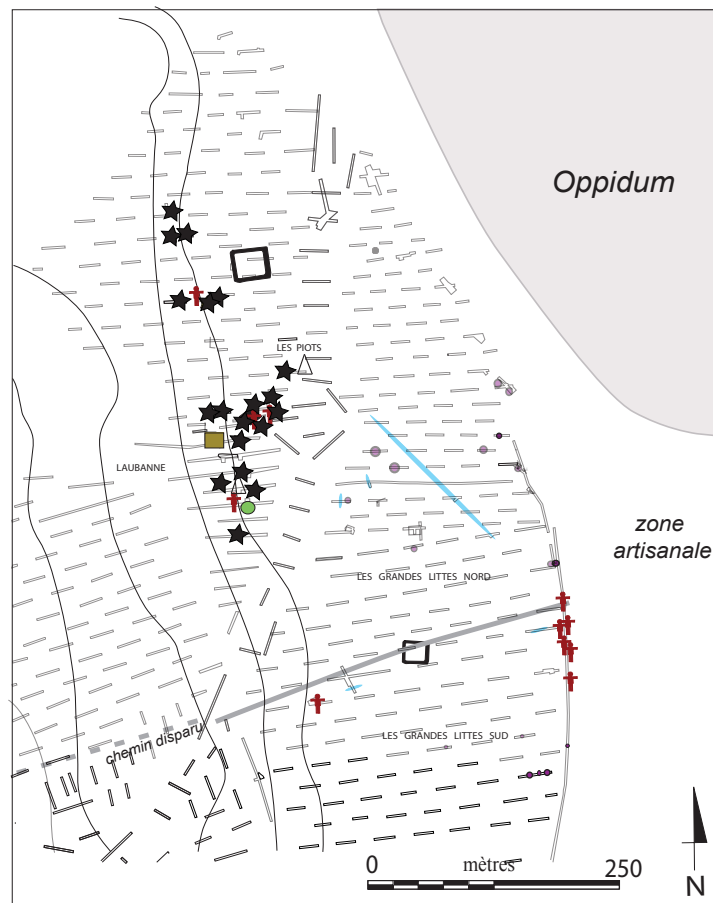 Oppidum
LES PIOTS
LAUBANNE
zone
artisanale
LES GRANDES LITTES NORD
LES GRANDES LITTES SUD
chemin disparu
0 mètres 250
N